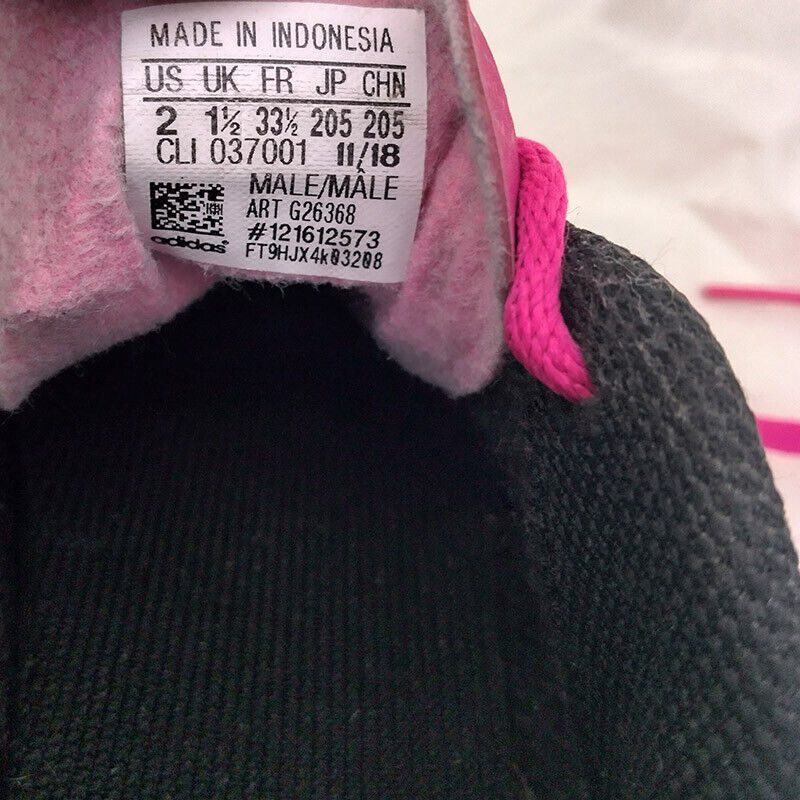 MADE IN INDONESIA
US UK FR JP CHN
2 1½ 33½ 205 205
CLI 037001 11/18
MALE/MÂLE
ART G26368
#121612573
adidas®
FT9HJX4k03208